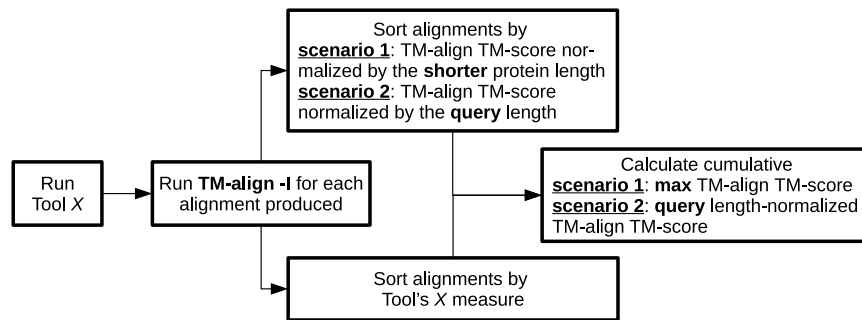 Sort alignments by
scenario 1: TM-align TM-score nor-
malized by the shorter protein length
scenario 2: TM-align TM-score
normalized by the query length
Run
Tool X
Run TM-align -I for each
alignment produced
Calculate cumulative
scenario 1: max TM-align TM-score
scenario 2: query length-normalized
TM-align TM-score
Sort alignments by
Tool's X measure